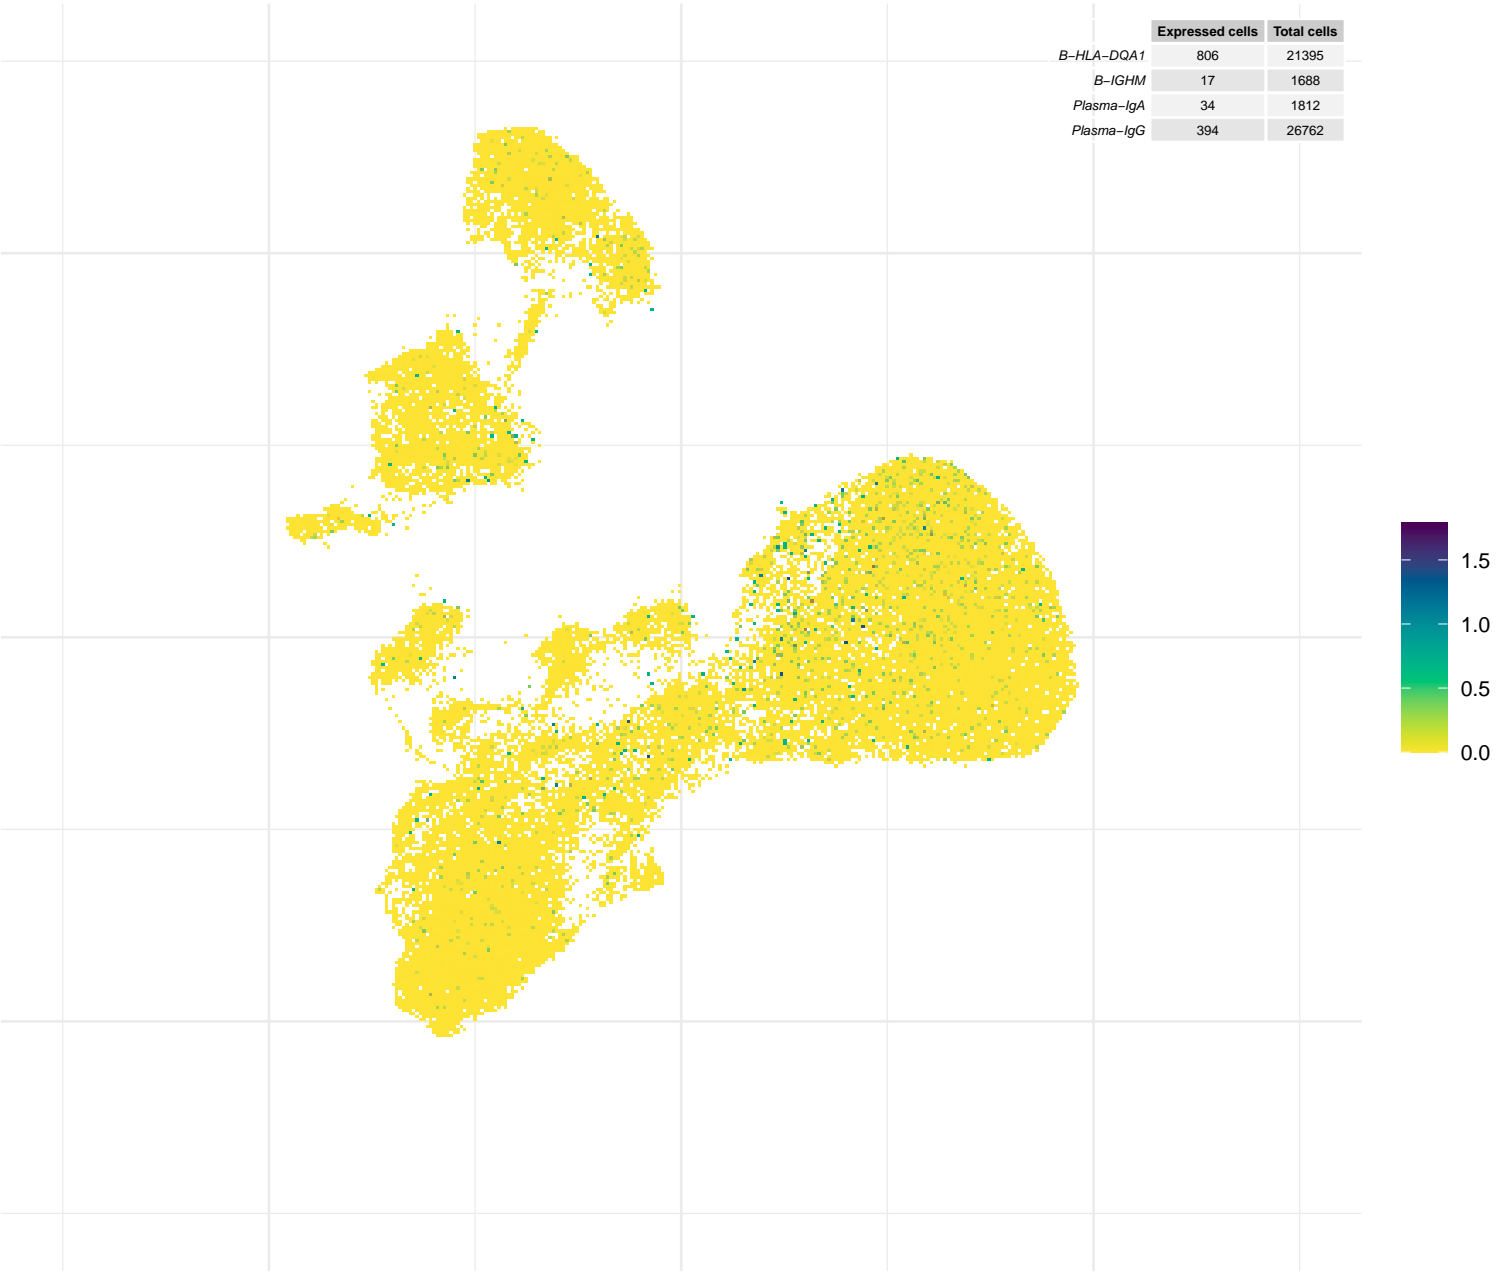 Expressed cells Total cells
B−HLA−DQA1 806 21395
B−IGHM 17 1688
Plasma−IgA 34 1812
Plasma−IgG 394 26762
1.5
1.0
0.5
0.0